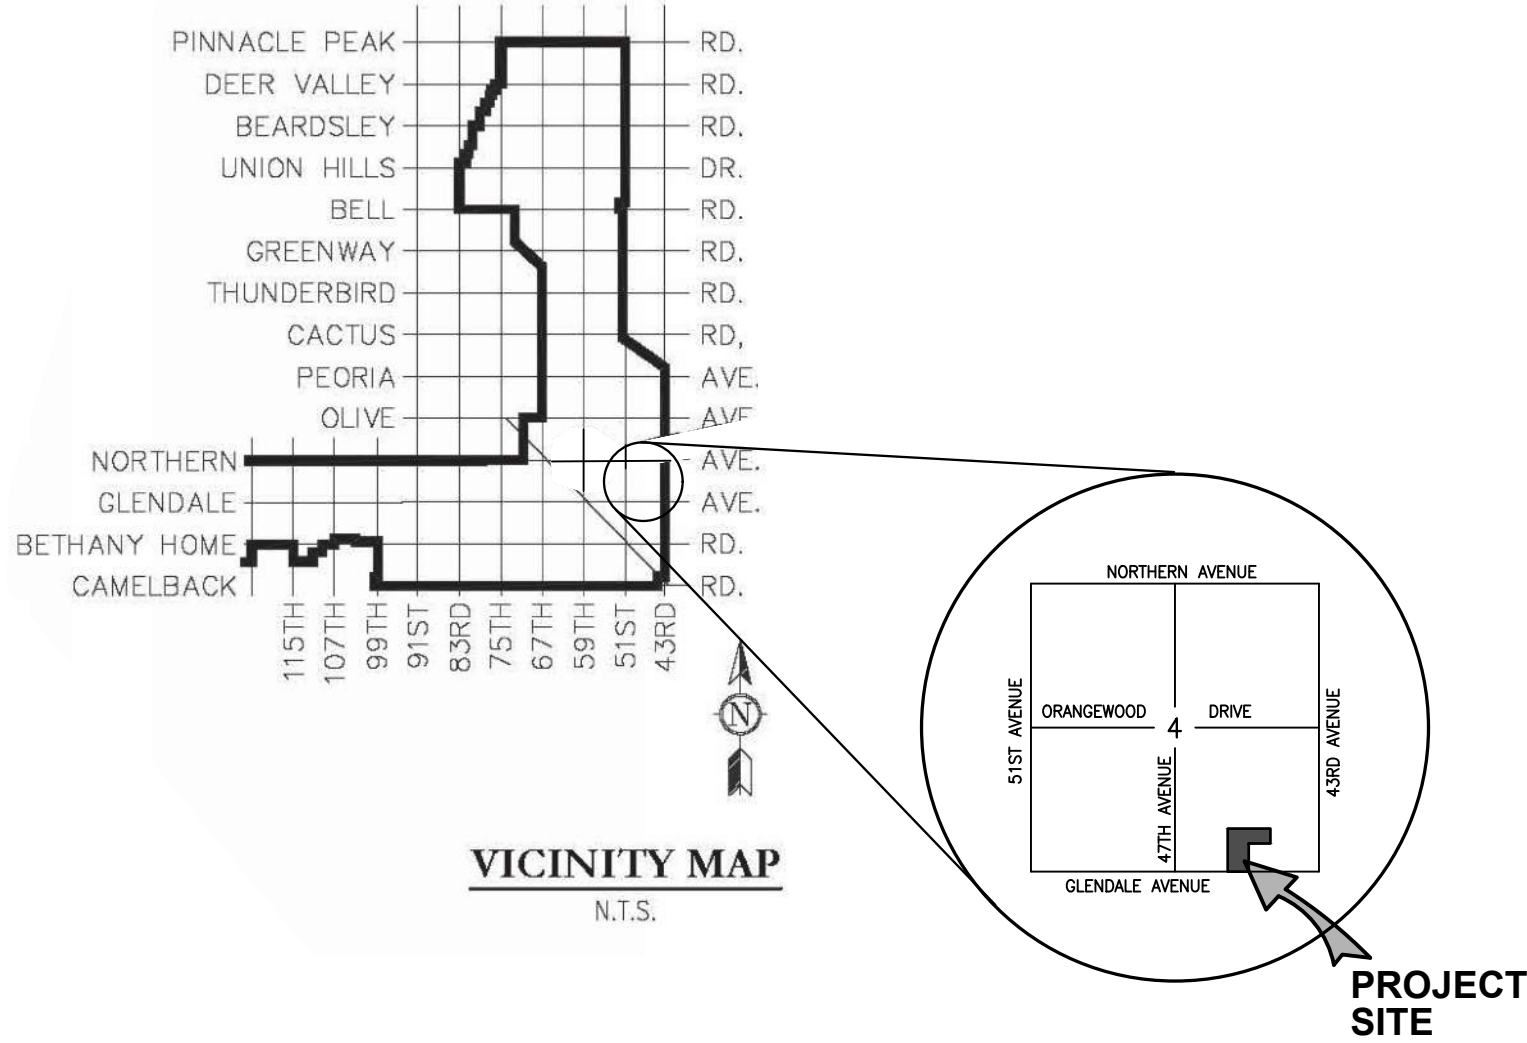 PINNACLE PEAK RD.
DEER VALLEY RD.
BEARDSLEY RD.
UNION HILLS DR.
BELL RD.
GREENWAY RD.
THUNDERBIRD RD.
CACTUS RD,
PEORIA AVE.
OLIVE AVE
NORTHERN AVE.
GLENDALE AVE.
BETHANY HOME RD.
CAMELBACK RD.
115TH
107TH
99TH
91ST
83RD
75TH
67TH
59TH
51ST
43RD
N
VICINITY MAP
N.T.S.
NORTHERN AVENUE
51ST AVENUE
ORANGEWOOD DRIVE
4
43RD AVENUE
47TH AVENUE
GLENDALE AVENUE
PROJECT
SITE